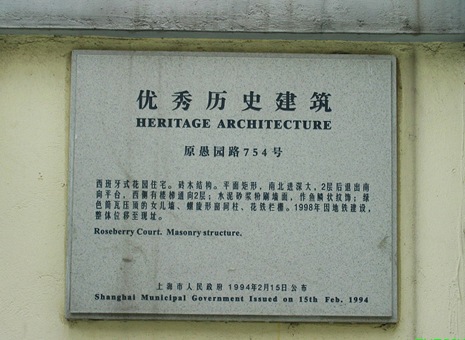 优秀历史建筑
HERITAGE ARCHITECTURE
原愚园路754号
西班牙式花园住宅。砖木结构。平面矩形，南北进深大，2层后退出南
向平台，西侧有楼梯通向2层；水泥砂浆粉刷墙面，作鱼鳞状纹饰；绿
色筒瓦压顶的女儿墙、螺旋形窗间柱、花铁栏栅。1998年因地铁建设，
整体位移至现址。
Roseberry Court. Masonry structure.
上海市人民政府 1994年2月15日公布
Shanghai Municipal Government Issued on 15th Feb. 1994